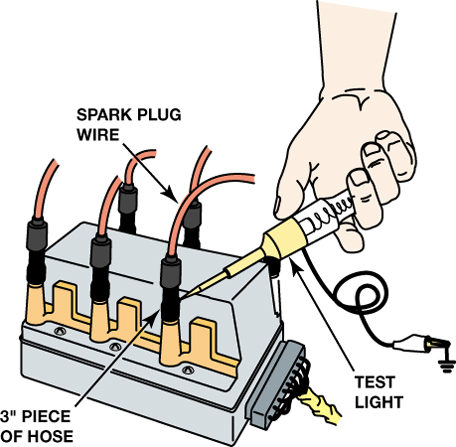 SPARK PLUG
WIRE
3" PIECE
OF HOSE
TEST
LIGHT